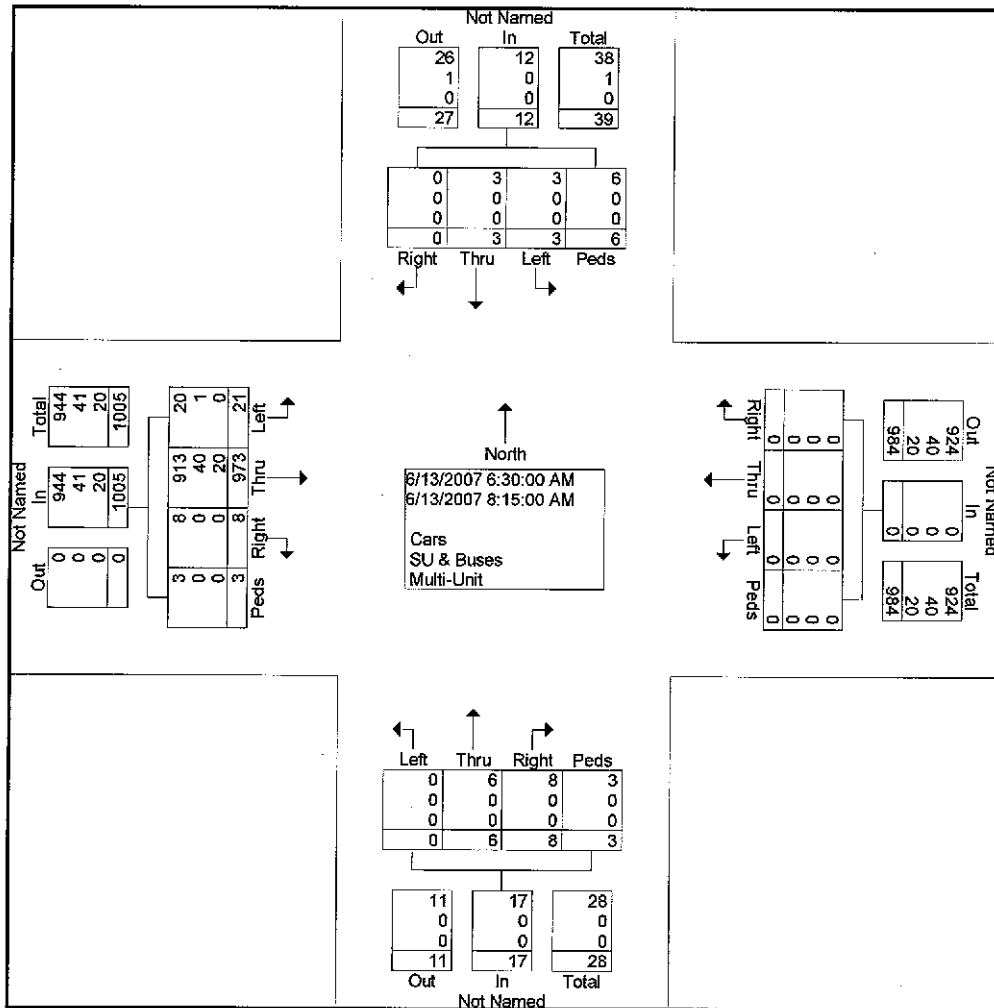 Not Named
Out In Total
26 12 38
1 0 1
0 0 0
27 12 39
0 3 3 6
0 0 0 0
0 0 0 0
0 3 3 6
Right Thru Left Peds
Not Named
Total
944 41 20 1005
In
944 41 20 1005
Out
0 0 0 0
20 1 0 21 Left
913 40 20 973 Thru
8 0 0 8 Right
3 0 0 3 Peds
North
6/13/2007 6:30:00 AM
6/13/2007 8:15:00 AM
Cars
SU & Buses
Multi-Unit
Right 0 0 0 0
Thru 0 0 0 0
Left 0 0 0 0
Peds 0 0 0 0
Out
924 40 20 984
In
0 0 0 0
Total
924 40 20 984
Not Named
Left Thru Right Peds
0 6 8 3
0 0 0 0
0 0 0 0
0 6 8 3
11 17 28
0 0 0
0 0 0
11 17 28
Out In Total
Not Named